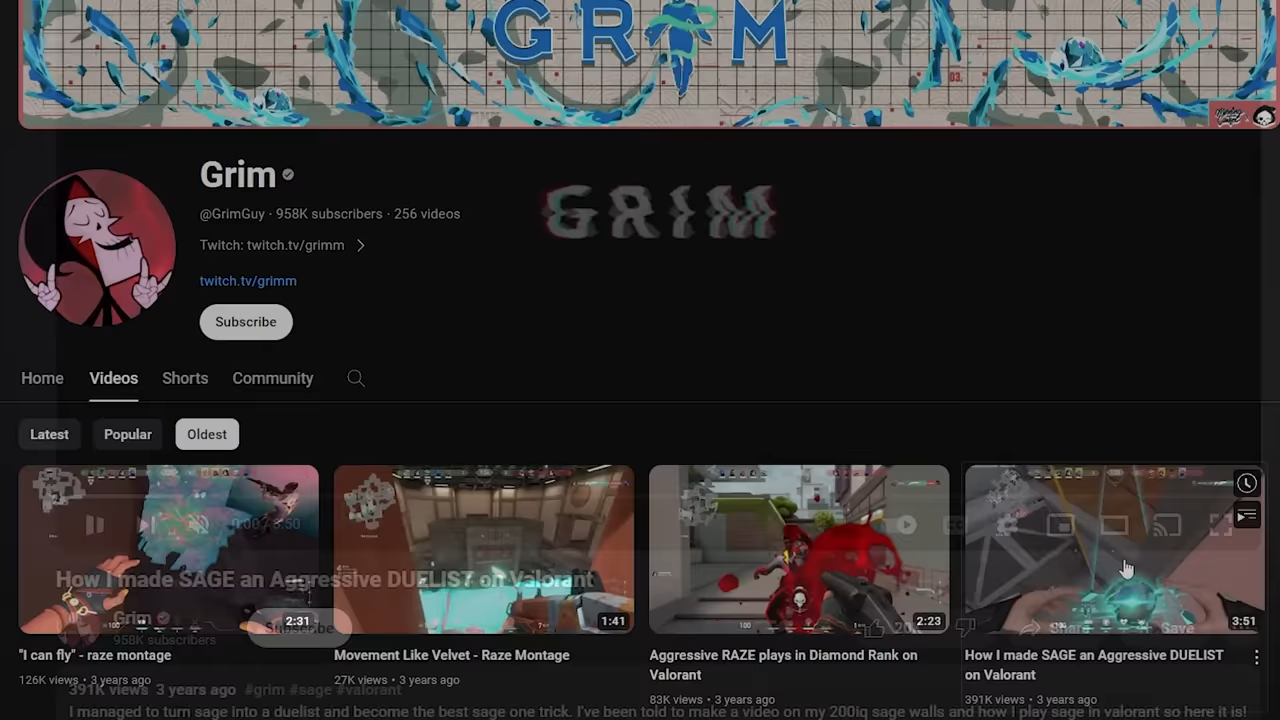 GRIM
Grim
@GrimGuy · 958K subscribers · 256 videos
GRIM
Twitch: twitch.tv/grimm
twitch.tv/grimm
Subscribe
Home Videos Shorts Community
Latest Popular Oldest
How I made SAGE an Aggressive DUELIST on Valorant
Grim
Subscribe
Share
Save
958K subscribers
2:31
1:41
2:23
3:51
"I can fly" - raze montage
126K views • 3 years ago
Movement Like Velvet - Raze Montage
27K views • 3 years ago
Aggressive RAZE plays in Diamond Rank on
Valorant
83K views • 3 years ago
How I made SAGE an Aggressive DUELIST
on Valorant
391K views • 3 years ago
391K views 3 years ago #grim #sage #valorant
I managed to turn sage into a duelist and become the best sage one trick. I've been told to make a video on my 200iq sage walls and how I play sage in valorant so here it is!